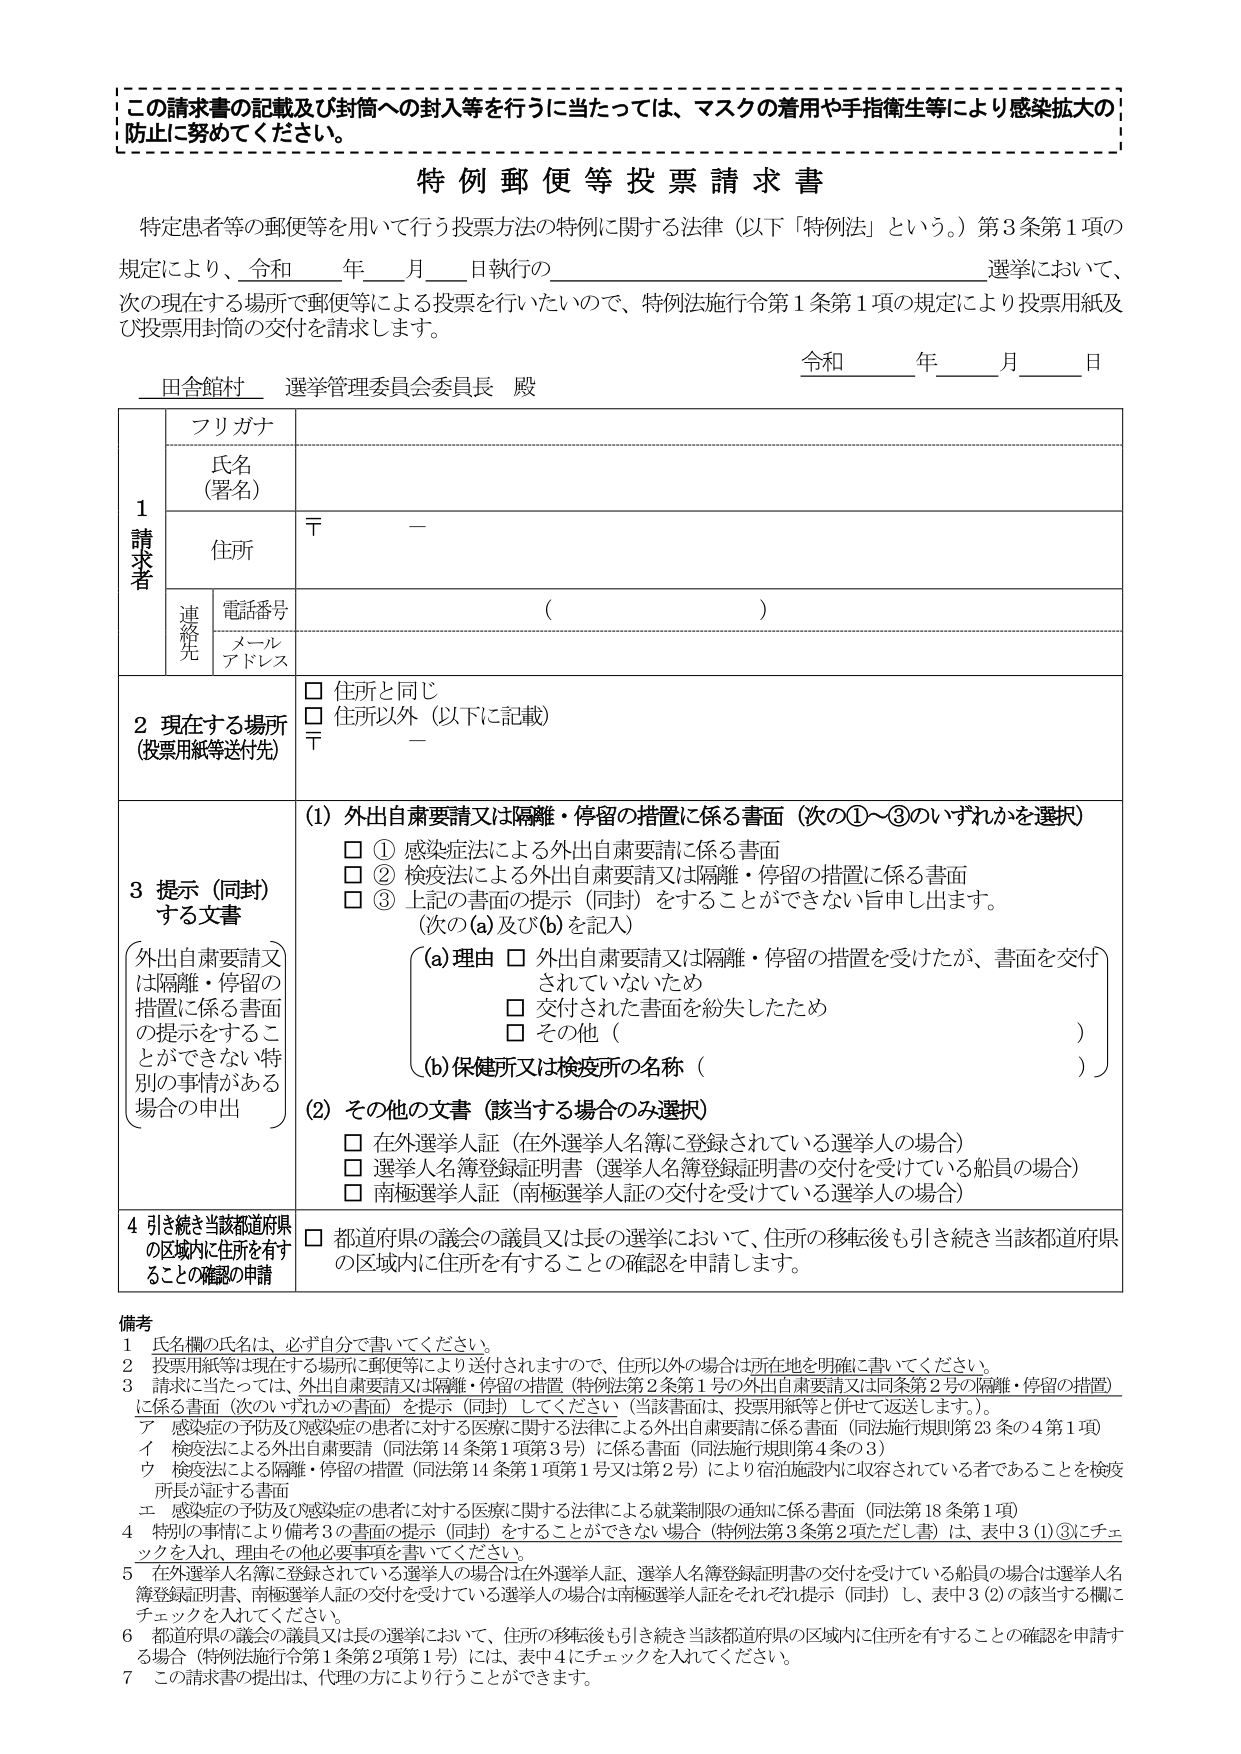 この請求書の記載及び封筒への封入等を行うに当たっては、マスクの着用や手指衛生等により感染拡大の
防止に努めてください。
特例郵便等投票請求書
特定患者等の郵便等を用いて行う投票方法の特例に関する法律（以下「特例法」という。）第３条第１項の
規定により、令和　　年　　月　　日執行の　　　　　　　　選挙において、
次の現在する場所で郵便等による投票を行いたいので、特例法施行令第１条第１項の規定により投票用紙及
び投票用封筒の交付を請求します。
令和　　年　　月　　日
田舎館村　選挙管理委員会委員長　殿
１ 請求者
フリガナ
氏名
（署名）
住所
〒　　　－
連絡先
電話番号
（　　　　　　　　）
メール
アドレス
２ 現在する場所
（投票用紙等送付先）
□ 住所と同じ
□ 住所以外（以下に記載）
〒　　　－
３ 提示（同封）
する文書
外出自粛要請又
は隔離・停留の
措置に係る書面
の提示をするこ
とができない特
別の事情がある
場合の申出
(1) 外出自粛要請又は隔離・停留の措置に係る書面（次の①～③のいずれかを選択）
□ ① 感染症法による外出自粛要請に係る書面
□ ② 検疫法による外出自粛要請又は隔離・停留の措置に係る書面
□ ③ 上記の書面の提示（同封）をすることができない旨申し出ます。
（次の(a)及び(b)を記入）
(a)理由 □ 外出自粛要請又は隔離・停留の措置を受けたが、書面を交付
されていないため
□ 交付された書面を紛失したため
□ その他（　　　　　　　　　　）
(b)保健所又は検疫所の名称（　　　　　　　　　　）
(2) その他の文書（該当する場合のみ選択）
□ 在外選挙人証（在外選挙人名簿に登録されている選挙人の場合）
□ 選挙人名簿登録証明書（選挙人名簿登録証明書の交付を受けている船員の場合）
□ 南極選挙人証（南極選挙人証の交付を受けている選挙人の場合）
４ 引き続き当該都道府県
の区域内に住所を有す
ることの確認の申請
□ 都道府県の議会の議員又は長の選挙において、住所の移転後も引き続き当該都道府県
の区域内に住所を有することの確認を申請します。
備考
１　氏名欄の氏名は、必ず自分で書いてください。
２　投票用紙等は現在する場所に郵便等により送付されますので、住所以外の場合は所在地を明確に書いてください。
３　請求に当たっては、外出自粛要請又は隔離・停留の措置（特例法第２条第１号の外出自粛要請又は同条第２号の隔離・停留の措置）
に係る書面（次のいずれかの書面）を提示（同封）してください（当該書面は、投票用紙等と併せて返送します。）。
ア　感染症の予防及び感染症の患者に対する医療に関する法律による外出自粛要請に係る書面（同法施行規則第23条の４第１項）
イ　検疫法による外出自粛要請（同法第14条第１項第３号）に係る書面（同法施行規則第４条の３）
ウ　検疫法による隔離・停留の措置（同法第14条第１項第１号又は第２号）により宿泊施設内に収容されている者であることを検疫
所長が証する書面
エ　感染症の予防及び感染症の患者に対する医療に関する法律による就業制限の通知に係る書面（同法第18条第１項）
４　特別の事情により備考３の書面の提示（同封）をすることができない場合（特例法第３条第２項ただし書）は、表中３(1)③にチェ
ックを入れ、理由その他必要事項を書いてください。
５　在外選挙人名簿に登録されている選挙人の場合は在外選挙人証、選挙人名簿登録証明書の交付を受けている船員の場合は選挙人名
簿登録証明書、南極選挙人証の交付を受けている選挙人の場合は南極選挙人証をそれぞれ提示（同封）し、表中３(2)の該当する欄に
チェックを入れてください。
６　都道府県の議会の議員又は長の選挙において、住所の移転後も引き続き当該都道府県の区域内に住所を有することの確認を申請す
る場合（特例法施行令第１条第２項第１号）には、表中４にチェックを入れてください。
７　この請求書の提出は、代理の方により行うことができます。